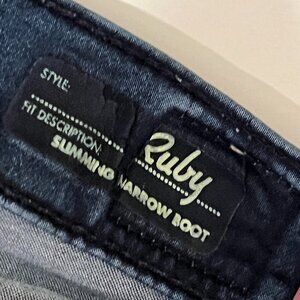 STYLE:
Ruby
FIT DESCRIPTION:
SLIMMING NARROW BOOT